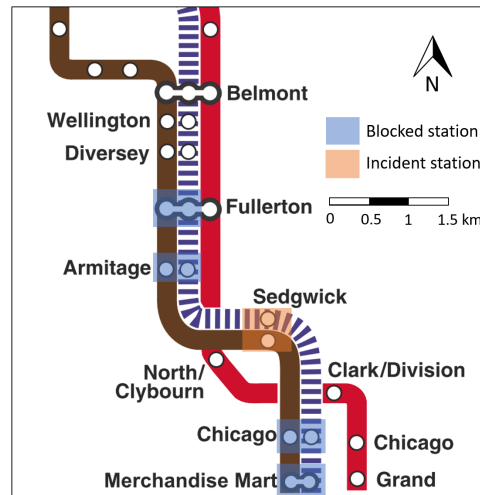 N
Belmont
Wellington
Diversey
Blocked station
Incident station
Fullerton
0 0.5 1 1.5 km
Armitage
Sedgwick
North/
Clybourn
Clark/Division
Chicago
Chicago
Merchandise Mart
Grand